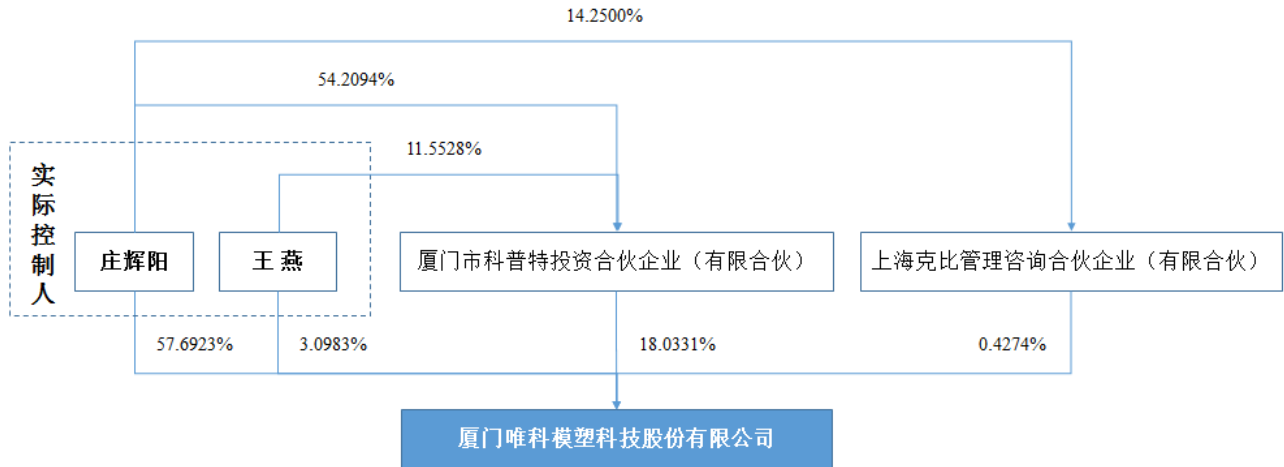 14.2500%
54.2094%
11.5528%
实际控制人
庄辉阳
王燕
厦门市科普特投资合伙企业（有限合伙）
上海克比管理咨询合伙企业（有限合伙）
57.6923%
3.0983%
18.0331%
0.4274%
厦门唯科模塑科技股份有限公司